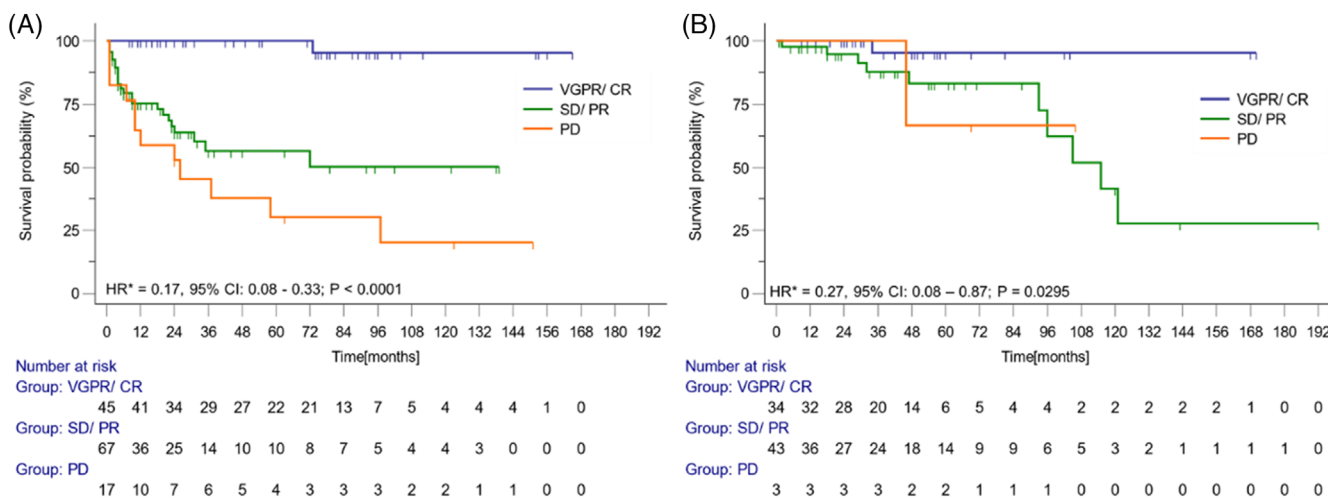 (A)
Survival probability (%)
100
75
50
25
0
VGPR/ CR
SD/ PR
PD
HR* = 0.17, 95% CI: 0.08 - 0.33; P < 0.0001
0 12 24 36 48 60 72 84 96 108 120 132 144 156 168 180 192
Time[months]
Number at risk
Group: VGPR/ CR
45 41 34 29 27 22 21 13 7 5 4 4 4 1 0
Group: SD/ PR
67 36 25 14 10 10 8 7 5 4 4 3 0 0 0
Group: PD
17 10 7 6 5 4 3 3 3 2 2 1 1 0 0
(B)
Survival probability (%)
100
75
50
25
0
VGPR/ CR
SD/ PR
PD
HR* = 0.27, 95% CI: 0.08 – 0.87; P = 0.0295
0 12 24 36 48 60 72 84 96 108 120 132 144 156 168 180 192
Time[months]
Number at risk
Group: VGPR/ CR
34 32 28 20 14 6 5 4 4 2 2 2 2 2 1 0 0
Group: SD/ PR
43 36 27 24 18 14 9 9 6 5 3 2 1 1 1 1 0
Group: PD
3 3 3 3 2 2 1 1 1 0 0 0 0 0 0 0 0